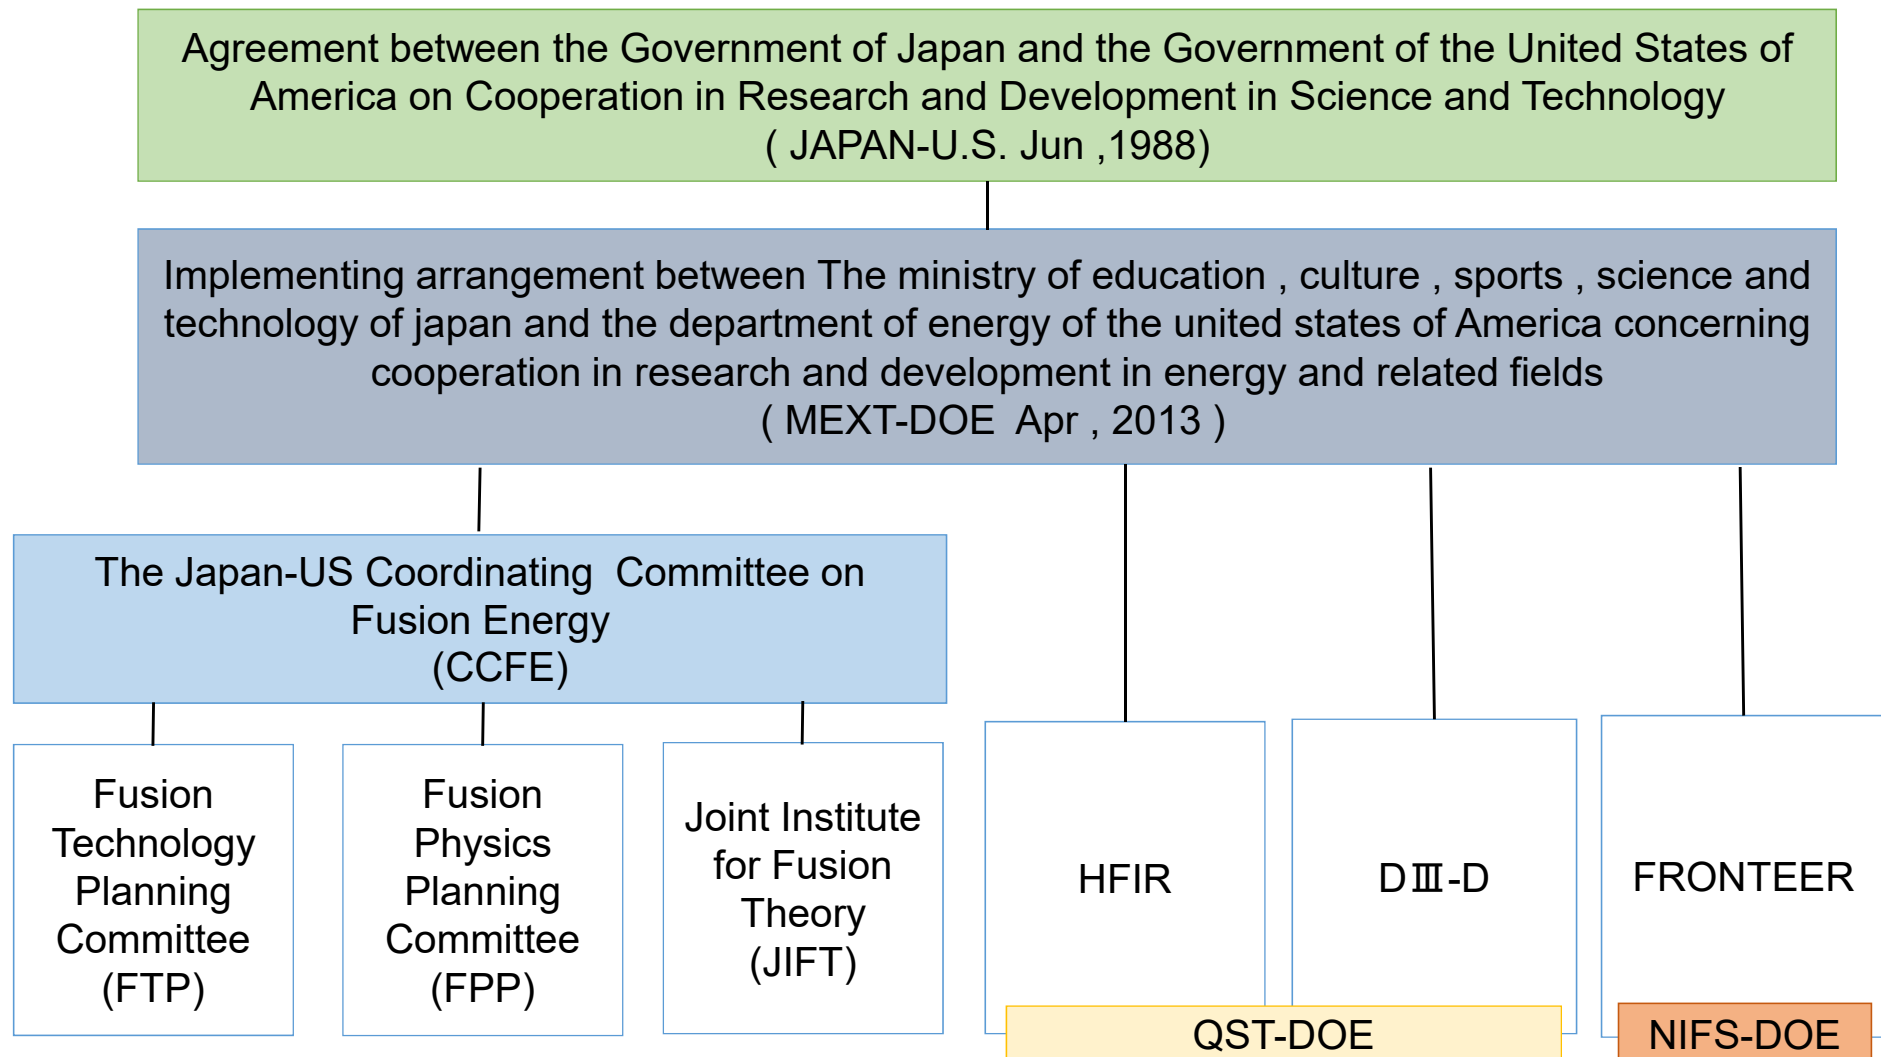 Agreement between the Government of Japan and the Government of the United States of
America on Cooperation in Research and Development in Science and Technology
( JAPAN-U.S. Jun ,1988)
Implementing arrangement between The ministry of education , culture , sports , science and
technology of japan and the department of energy of the united states of America concerning
cooperation in research and development in energy and related fields
( MEXT-DOE  Apr , 2013 )
The Japan-US Coordinating  Committee on
Fusion Energy
(CCFE)
Fusion
Technology
Planning
Committee
(FTP)
Fusion
Physics
Planning
Committee
(FPP)
Joint Institute
for Fusion
Theory
(JIFT)
HFIR
DⅢ-D
FRONTEER
QST-DOE
NIFS-DOE